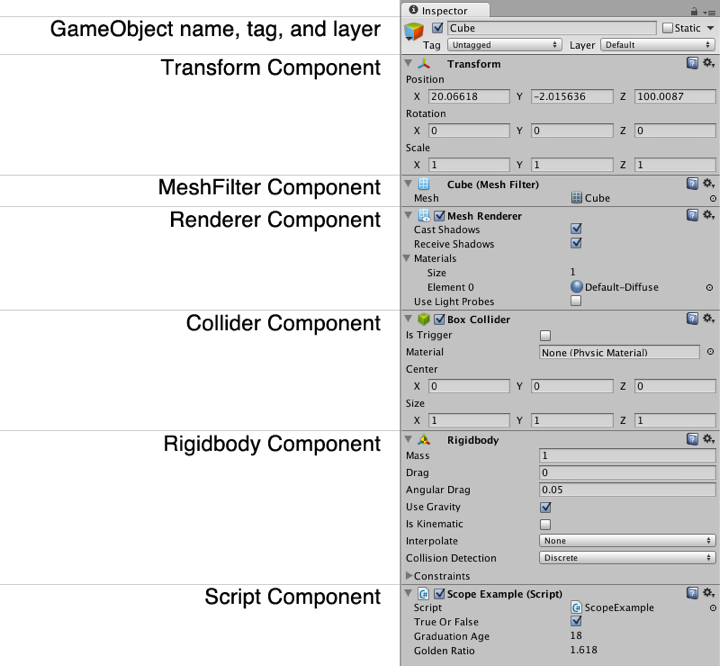 Inspector
GameObject name, tag, and layer
Cube Static
Tag Untagged Layer Default
Transform Component
Transform
Position
X 20.06618 Y -2.015636 Z 100.0087
Rotation
X 0 Y 0 Z 0
Scale
X 1 Y 1 Z 1
MeshFilter Component
Cube (Mesh Filter)
Mesh Cube
Renderer Component
Mesh Renderer
Cast Shadows
Receive Shadows
Materials
Size 1
Element 0 Default-Diffuse
Use Light Probes
Collider Component
Box Collider
Is Trigger
Material None (Physic Material)
Center
X 0 Y 0 Z 0
Size
X 1 Y 1 Z 1
Rigidbody Component
Rigidbody
Mass 1
Drag 0
Angular Drag 0.05
Use Gravity
Is Kinematic
Interpolate None
Collision Detection Discrete
Constraints
Script Component
Scope Example (Script)
Script ScopeExample
True Or False
Graduation Age 18
Golden Ratio 1.618